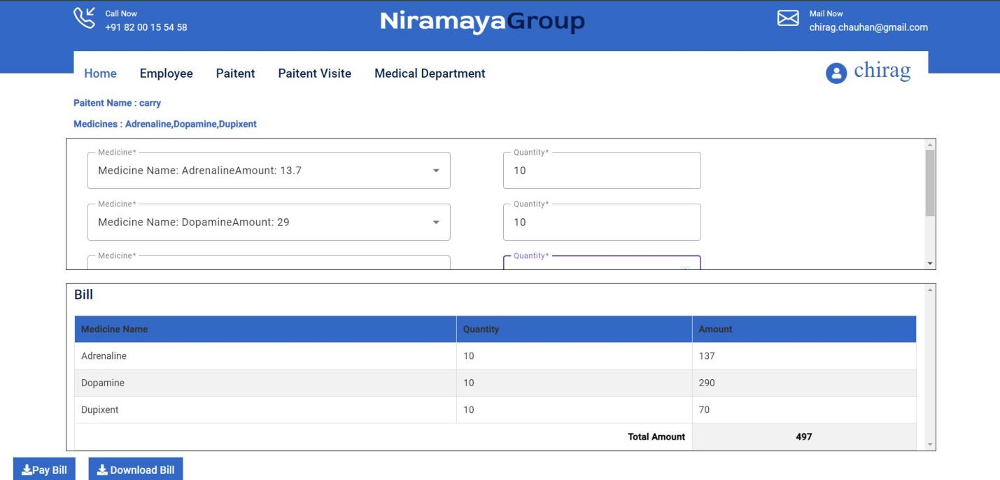 Call Now
+91 82 00 15 54 58
NiramayaGroup
Mail Now
chirag.chauhan@gmail.com
Home Employee Paitent Paitent Visite Medical Department chirag
Paitent Name : carry
Medicines : Adrenaline,Dopamine,Dupixent
Medicine* Quantity*
Medicine Name: AdrenalineAmount: 13.7 10
Medicine* Quantity*
Medicine Name: DopamineAmount: 29 10
Medicine* Quantity*
Bill
Medicine Name Quantity Amount
Adrenaline 10 137
Dopamine 10 290
Dupixent 10 70
Total Amount 497
Pay Bill Download Bill